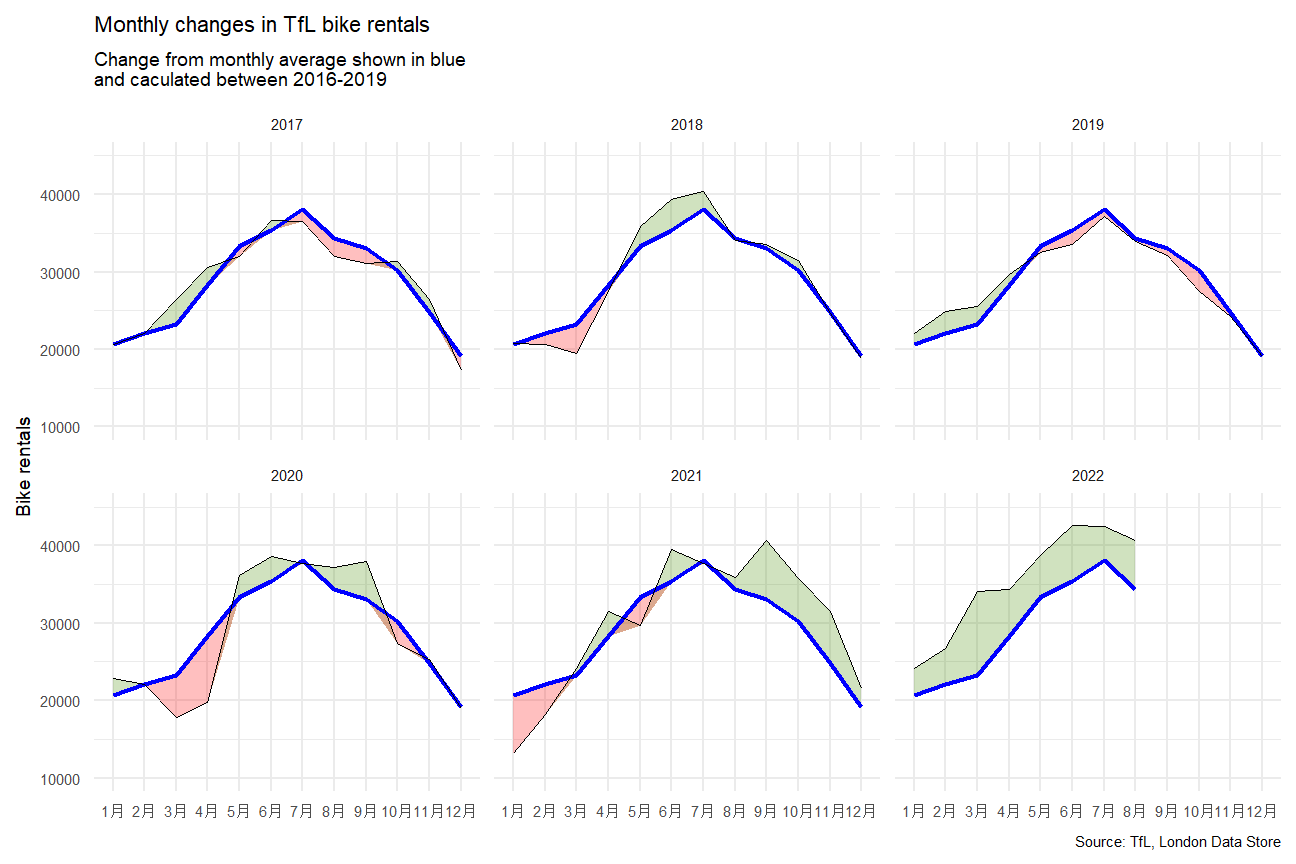 Monthly changes in TfL bike rentals
Change from monthly average shown in blue
and caculated between 2016-2019
2017
2018
2019
40000
30000
20000
10000
Bike rentals
2020
2021
2022
40000
30000
20000
10000
1月 2月 3月 4月 5月 6月 7月 8月 9月 10月 11月 12月
1月 2月 3月 4月 5月 6月 7月 8月 9月 10月 11月 12月
1月 2月 3月 4月 5月 6月 7月 8月 9月 10月 11月 12月
Source: TfL, London Data Store